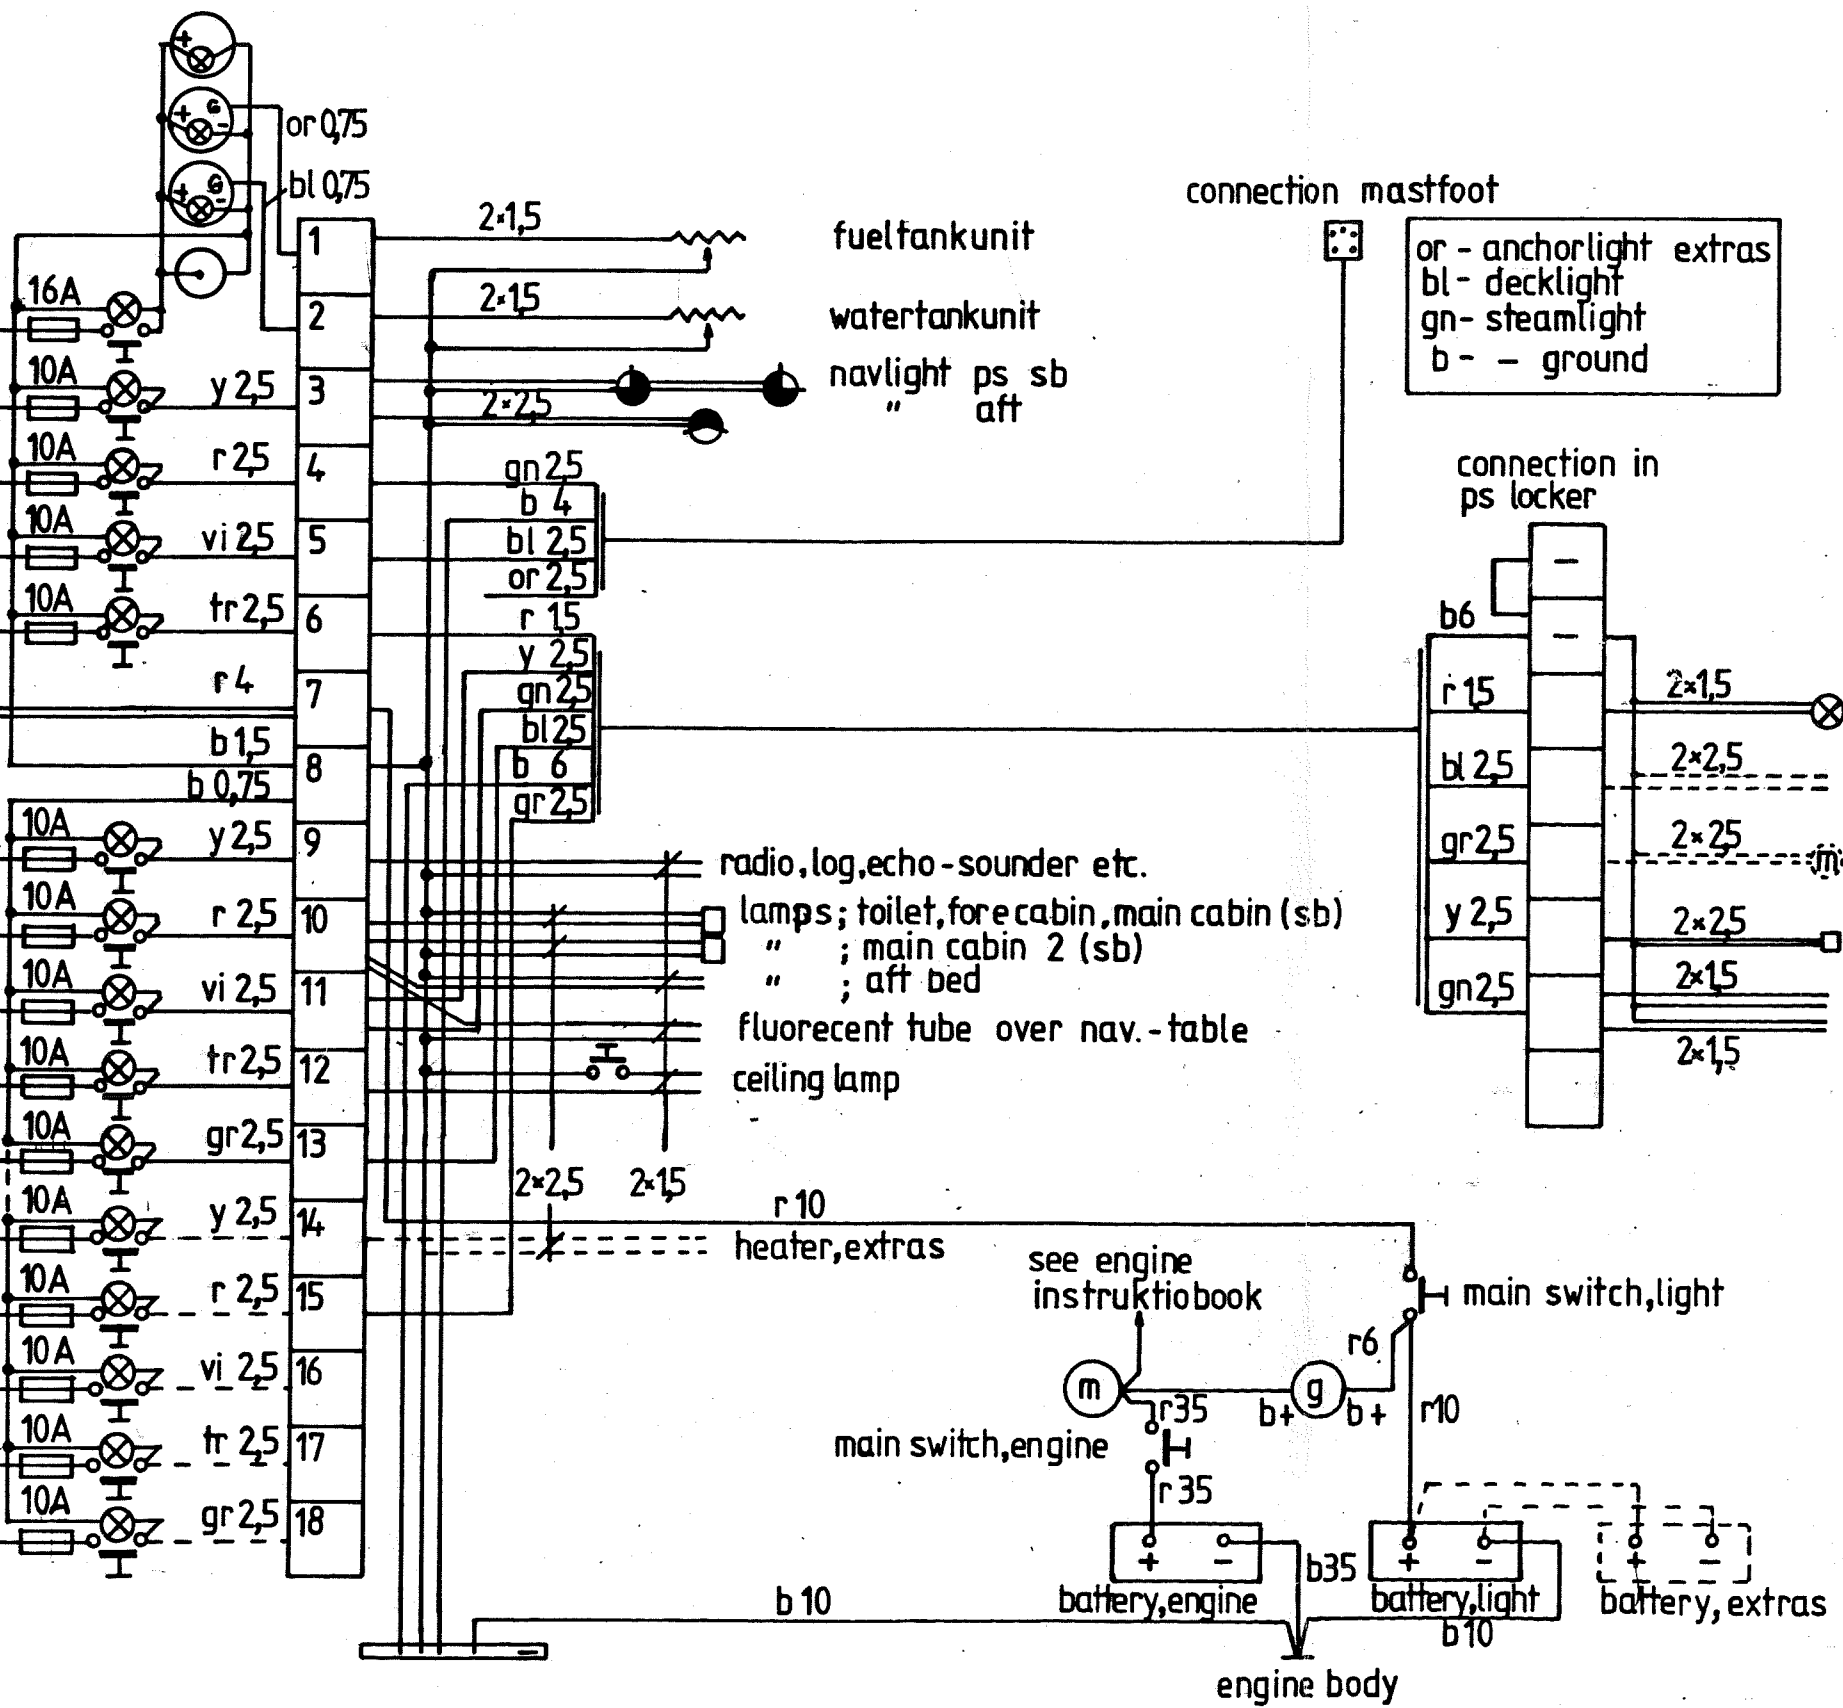 +
+ G
-
or 0,75
+ G
-
bl 0,75
16A
10A
y 2,5
10A
r 2,5
10A
vi 2,5
10A
tr 2,5
r 4
b 1,5
b 0,75
10A
y 2,5
10A
r 2,5
10A
vi 2,5
10A
tr 2,5
10A
gr 2,5
10A
y 2,5
10A
r 2,5
10A
vi 2,5
10A
tr 2,5
10A
gr 2,5
1
2
3
4
5
6
7
8
9
10
11
12
13
14
15
16
17
18
2×1,5
fueltankunit
2×1,5
watertankunit
navlight ps sb
2×2,5
" aft
gn 2,5
b 4
bl 2,5
or 2,5
r 1,5
y 2,5
gn 2,5
bl 2,5
b 6
gr 2,5
radio,log,echo-sounder etc.
lamps; toilet,fore cabin,main cabin (sb)
" ; main cabin 2 (sb)
" ; aft bed
fluorecent tube over nav.-table
ceiling lamp
2×2,5
2×1,5
r 10
heater,extras
connection mastfoot
or - anchorlight extras
bl - decklight
gn - steamlight
b - - ground
connection in
ps locker
-
-
b6
r 1,5
bl 2,5
gr 2,5
y 2,5
gn 2,5
2×1,5
2×2,5
2×2,5
m
2×2,5
2×1,5
2×1,5
see engine
instruktiobook
main switch,light
r6
m
g
r35
b+
b+
r10
main switch,engine
r 35
+ -
battery,engine
b35
+ -
battery,light
+ -
battery, extras
b 10
b10
-
engine body